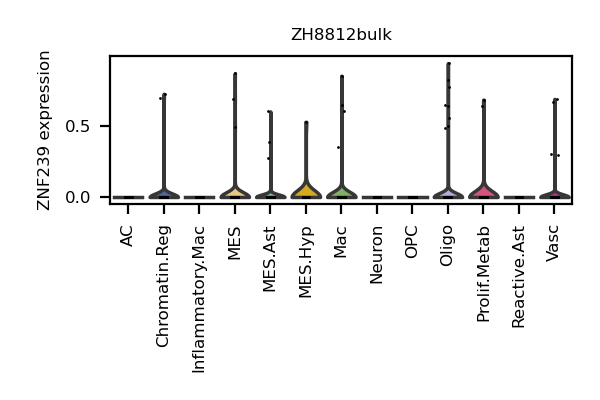 ZH8812bulk
ZNF239 expression
0.5
0.0
AC
Chromatin.Reg
Inflammatory.Mac
MES
MES.Ast
MES.Hyp
Mac
Neuron
OPC
Oligo
Prolif.Metab
Reactive.Ast
Vasc